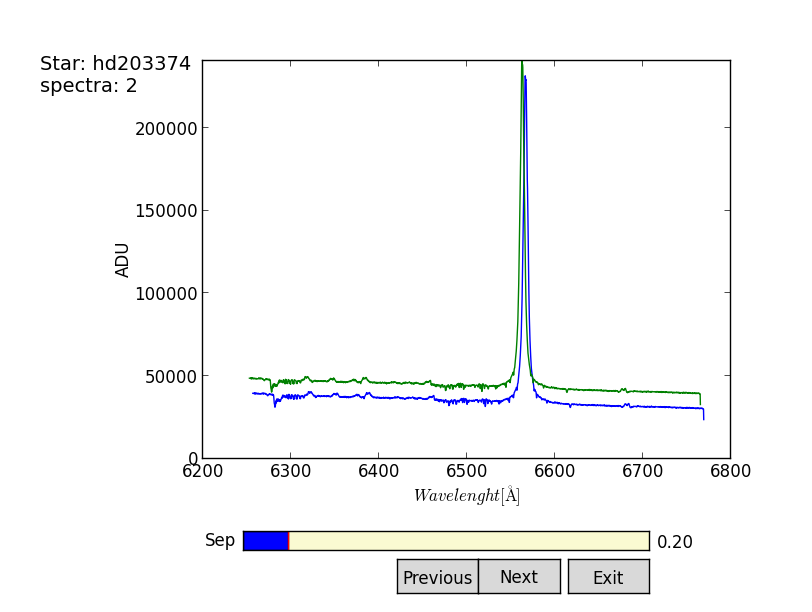 Star: hd203374
spectra: 2
200000
150000
100000
50000
0
ADU
6200 6300 6400 6500 6600 6700 6800
Wavelenght[Å]
Sep 0.20
Previous Next Exit